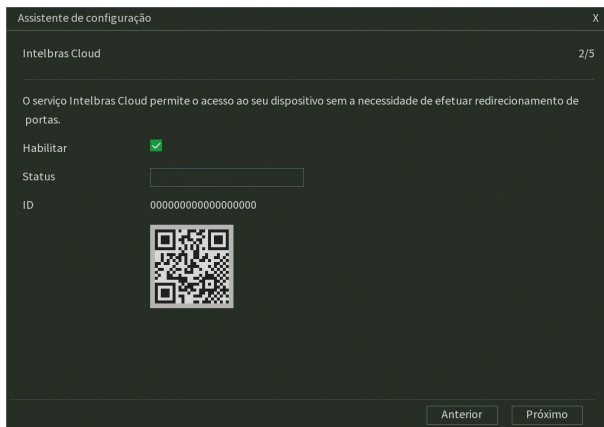 Assistente de configuração X
Intelbras Cloud 2/5
O serviço Intelbras Cloud permite o acesso ao seu dispositivo sem a necessidade de efetuar redirecionamento de
portas.
Habilitar
Status
ID 000000000000000000
Anterior Próximo